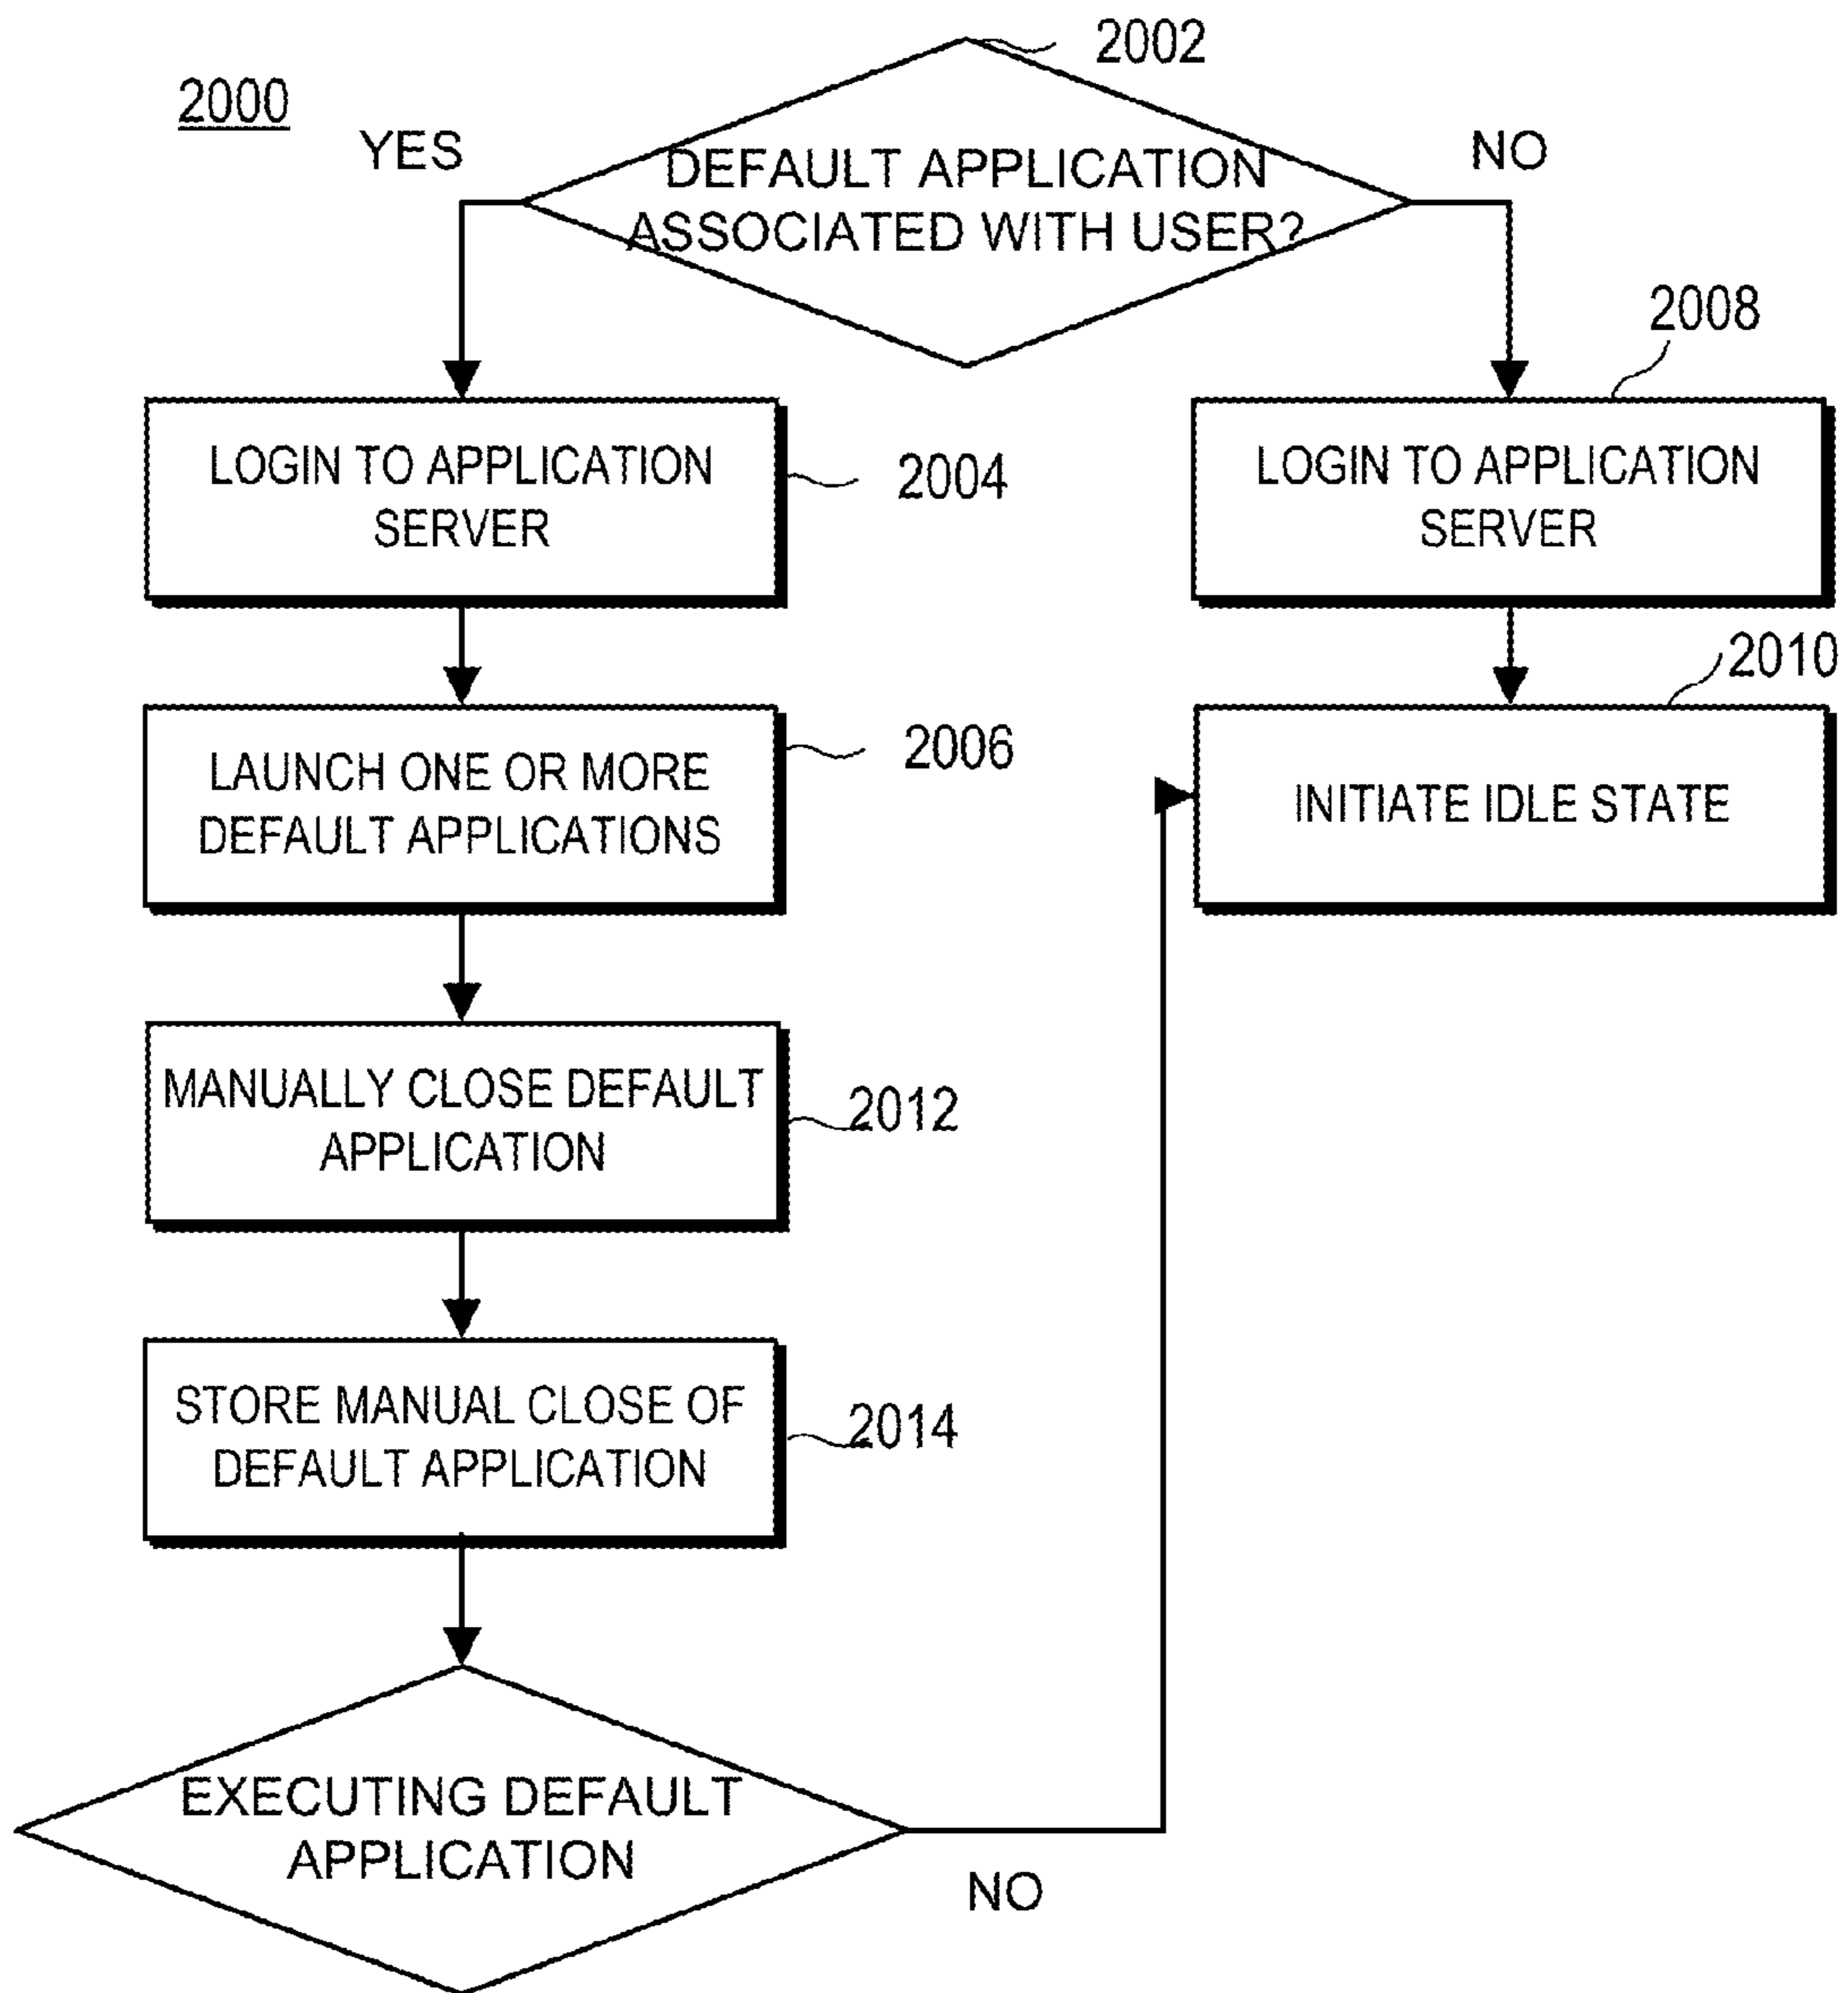 2002
2000
YES
NO
DEFAULT APPLICATION
ASSOCIATED WITH USER?
2008
LOGIN TO APPLICATION
SERVER
2004
LOGIN TO APPLICATION
SERVER
2010
LAUNCH ONE OR MORE
DEFAULT APPLICATIONS
2006
INITIATE IDLE STATE
MANUALLY CLOSE DEFAULT
APPLICATION
2012
STORE MANUAL CLOSE OF
DEFAULT APPLICATION
2014
EXECUTING DEFAULT
APPLICATION
NO